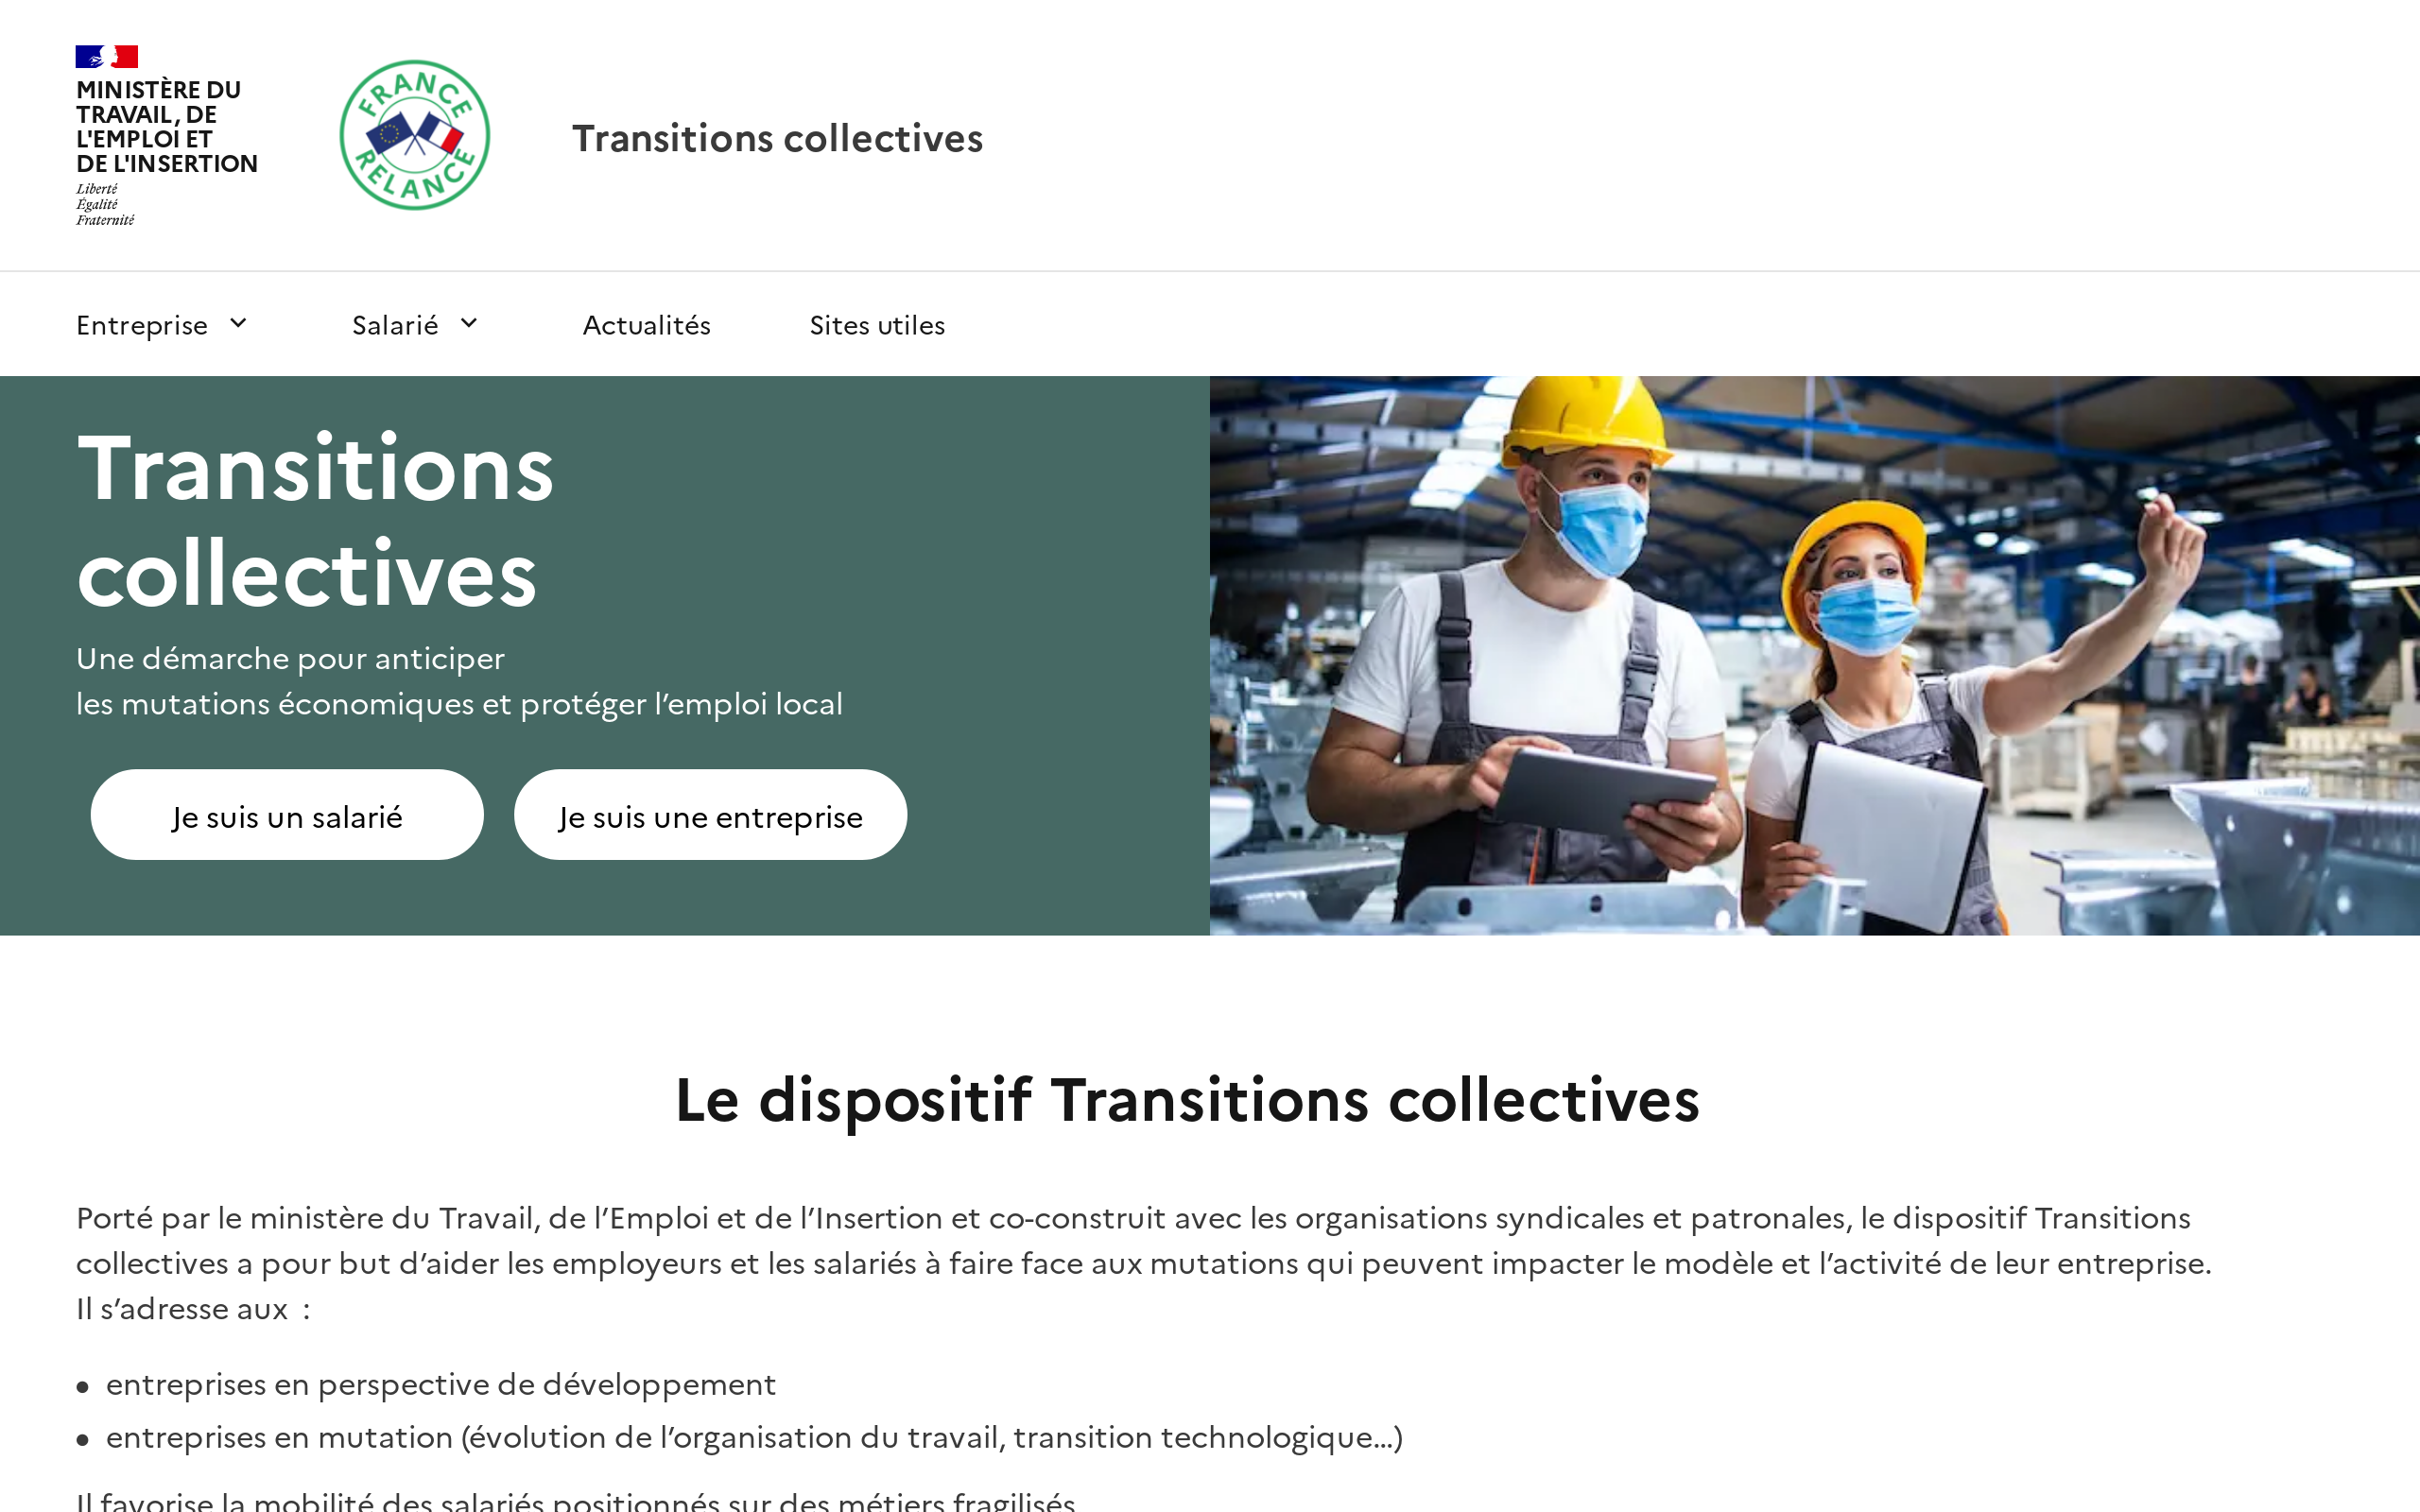 MINISTÈRE DU
TRAVAIL, DE
L'EMPLOI ET
DE L'INSERTION
Liberté
Égalité
Fraternité
FRANCE
RELANCE
Transitions collectives
Entreprise
Salarié
Actualités
Sites utiles
Transitions
collectives
Une démarche pour anticiper
les mutations économiques et protéger l’emploi local
Je suis un salarié
Je suis une entreprise
Le dispositif Transitions collectives
Porté par le ministère du Travail, de l’Emploi et de l’Insertion et co-construit avec les organisations syndicales et patronales, le dispositif Transitions
collectives a pour but d’aider les employeurs et les salariés à faire face aux mutations qui peuvent impacter le modèle et l’activité de leur entreprise.
Il s’adresse aux :
• entreprises en perspective de développement
• entreprises en mutation (évolution de l’organisation du travail, transition technologique…)
Il favorise la mobilité des salariés positionnés sur des métiers fragilisés